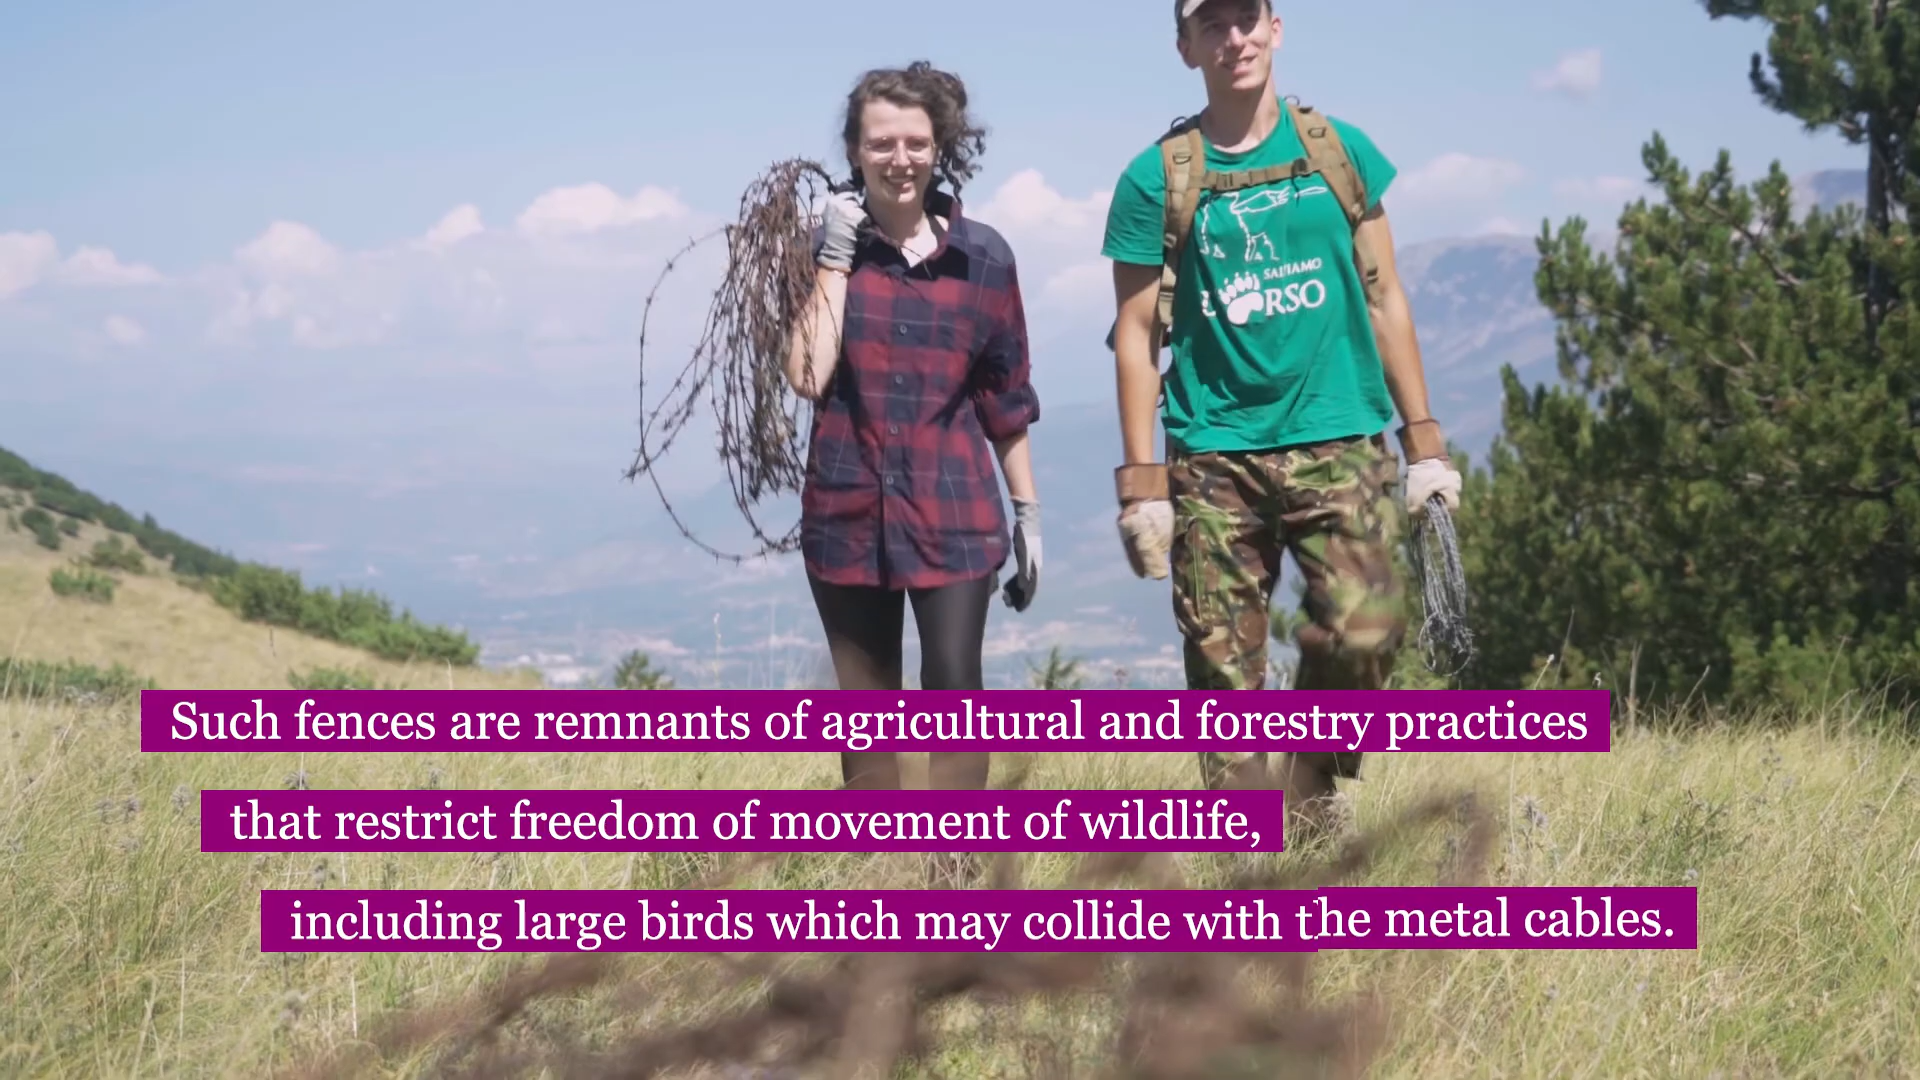 SALVIAMO
L'ORSO
Such fences are remnants of agricultural and forestry practices
that restrict freedom of movement of wildlife,
including large birds which may collide with the metal cables.